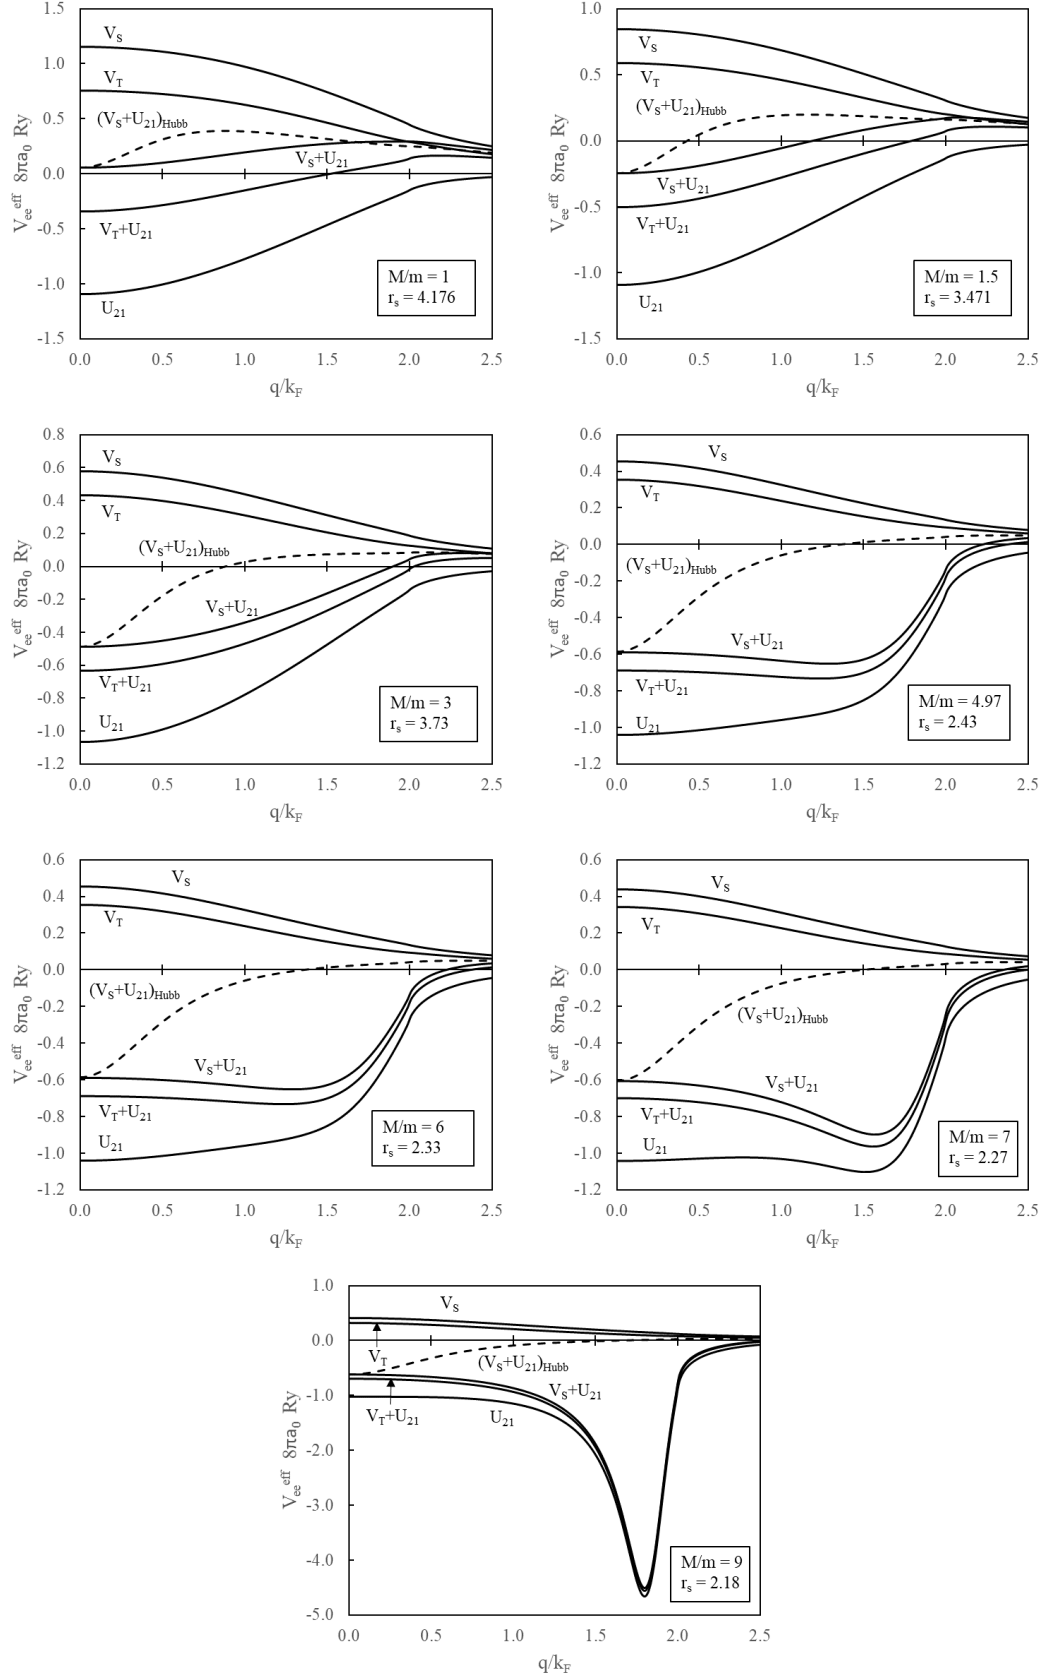 1.5
1.0
0.5
0.0
-0.5
-1.0
-1.5
V_ee^eff 8πa_0 Ry
V_S
V_T
(V_S+U_21)_Hubb
V_S+U_21
V_T+U_21
U_21
M/m = 1
r_s = 4.176
0.0 0.5 1.0 1.5 2.0 2.5
q/k_F
1.0
0.5
0.0
-0.5
-1.0
-1.5
V_ee^eff 8πa_0 Ry
V_S
V_T
(V_S+U_21)_Hubb
V_S+U_21
V_T+U_21
U_21
M/m = 1.5
r_s = 3.471
0.0 0.5 1.0 1.5 2.0 2.5
q/k_F
0.8
0.6
0.4
0.2
0.0
-0.2
-0.4
-0.6
-0.8
-1.0
-1.2
V_ee^eff 8πa_0 Ry
V_S
V_T
(V_S+U_21)_Hubb
V_S+U_21
V_T+U_21
U_21
M/m = 3
r_s = 3.73
0.0 0.5 1.0 1.5 2.0 2.5
q/k_F
0.6
0.4
0.2
0.0
-0.2
-0.4
-0.6
-0.8
-1.0
-1.2
V_ee^eff 8πa_0 Ry
V_S
V_T
(V_S+U_21)_Hubb
V_S+U_21
V_T+U_21
U_21
M/m = 4.97
r_s = 2.43
0.0 0.5 1.0 1.5 2.0 2.5
q/k_F
0.6
0.4
0.2
0.0
-0.2
-0.4
-0.6
-0.8
-1.0
-1.2
V_ee^eff 8πa_0 Ry
V_S
V_T
(V_S+U_21)_Hubb
V_S+U_21
V_T+U_21
U_21
M/m = 6
r_s = 2.33
0.0 0.5 1.0 1.5 2.0 2.5
q/k_F
0.6
0.4
0.2
0.0
-0.2
-0.4
-0.6
-0.8
-1.0
-1.2
V_ee^eff 8πa_0 Ry
V_S
V_T
(V_S+U_21)_Hubb
V_S+U_21
V_T+U_21
U_21
M/m = 7
r_s = 2.27
0.0 0.5 1.0 1.5 2.0 2.5
q/k_F
1.0
0.0
-1.0
-2.0
-3.0
-4.0
-5.0
V_ee^eff 8πa_0 Ry
V_S
V_T
(V_S+U_21)_Hubb
V_S+U_21
V_T+U_21
U_21
M/m = 9
r_s = 2.18
0.0 0.5 1.0 1.5 2.0 2.5
q/k_F